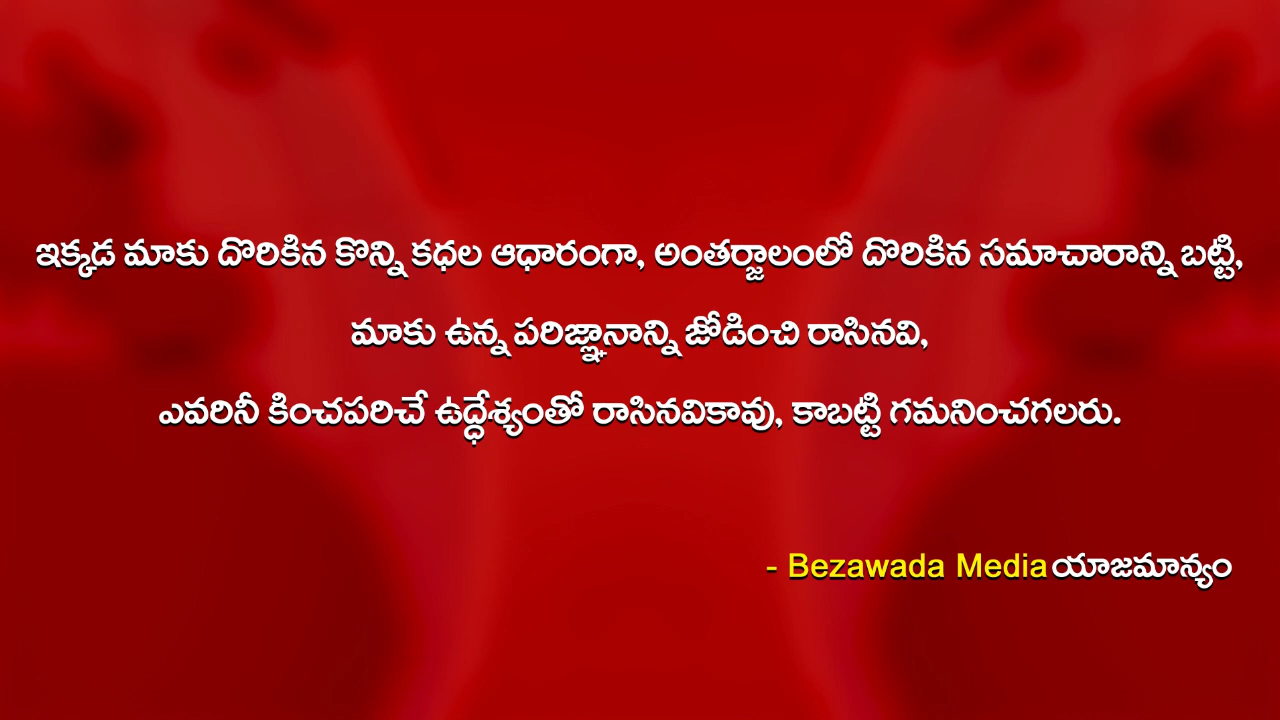 ఇక్కడ మాకు దొరికిన కొన్ని కధల ఆధారంగా, అంతర్జాలంలో దొరికిన సమాచారాన్ని బట్టి,
మాకు ఉన్న పరిజ్ఞానాన్ని జోడించి రాసినవి,
ఎవరినీ కించపరిచే ఉద్ధేశ్యంతో రాసినవికావు, కాబట్టి గమనించగలరు.
- Bezawada Media యాజమాన్యం